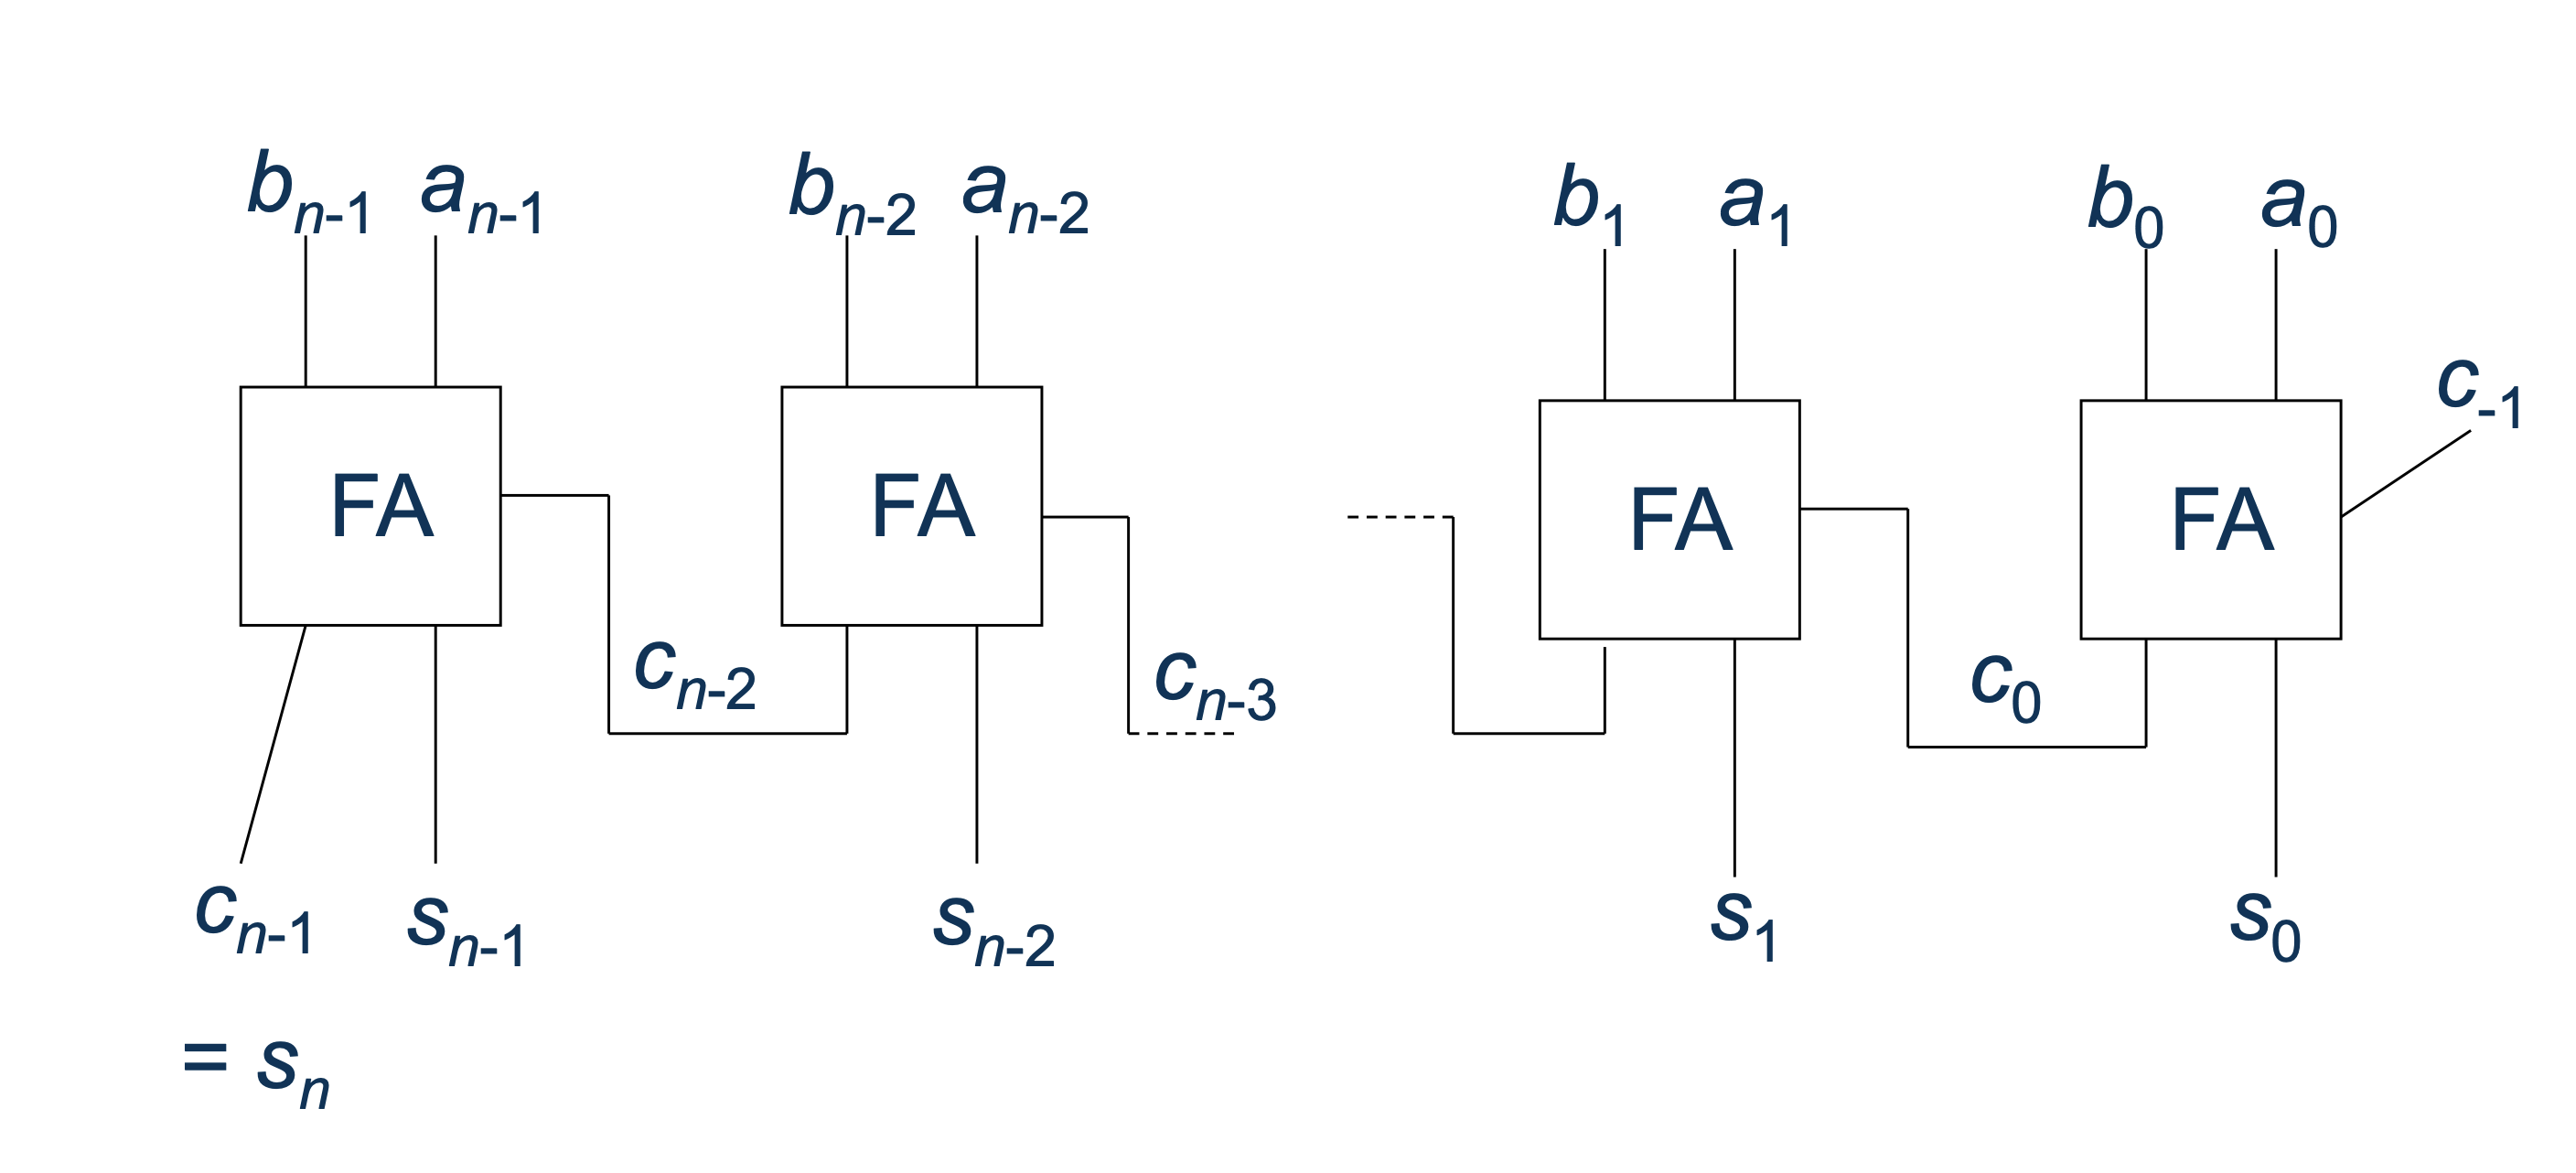 b_{n-1} a_{n-1} b_{n-2} a_{n-2} b_1 a_1 b_0 a_0
c_{-1}
FA FA FA FA
c_{n-2} c_{n-3} c_0
c_{n-1} s_{n-1} s_{n-2} s_1 s_0
= s_n